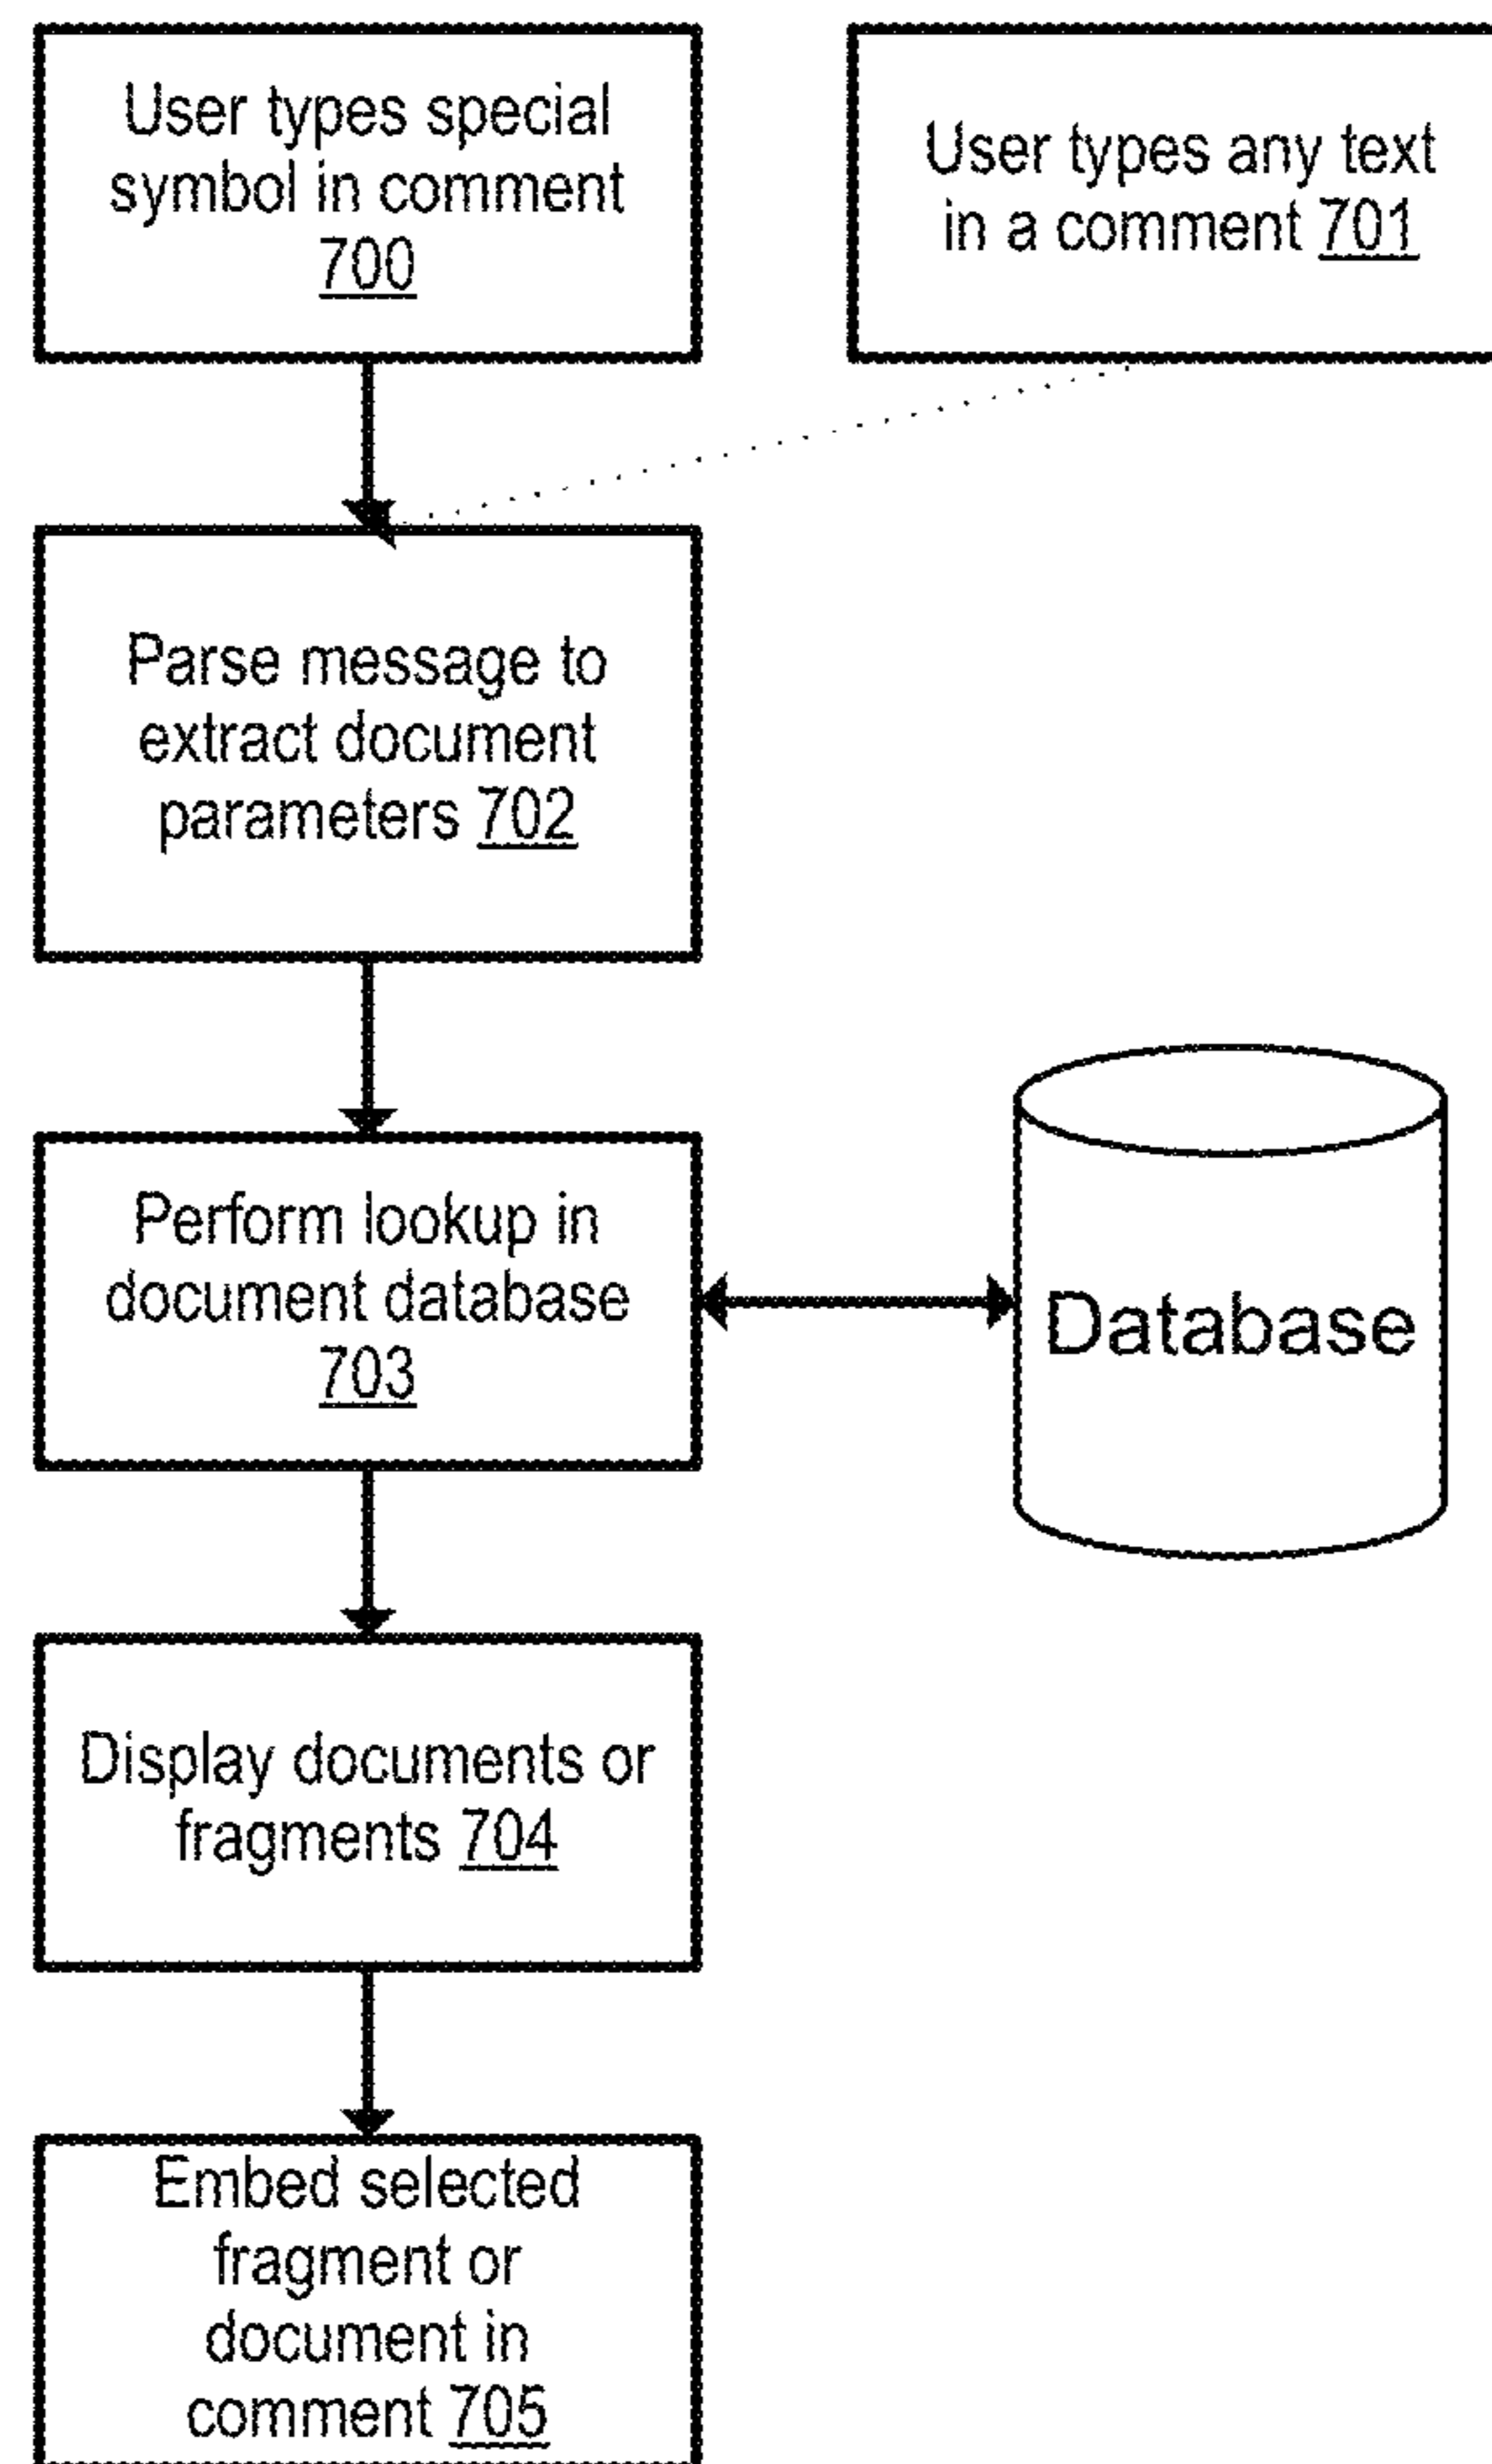 User types special
symbol in comment
700
User types any text
in a comment 701
Parse message to
extract document
parameters 702
Perform lookup in
document database
703
Database
Display documents or
fragments 704
Embed selected
fragment or
document in
comment 705